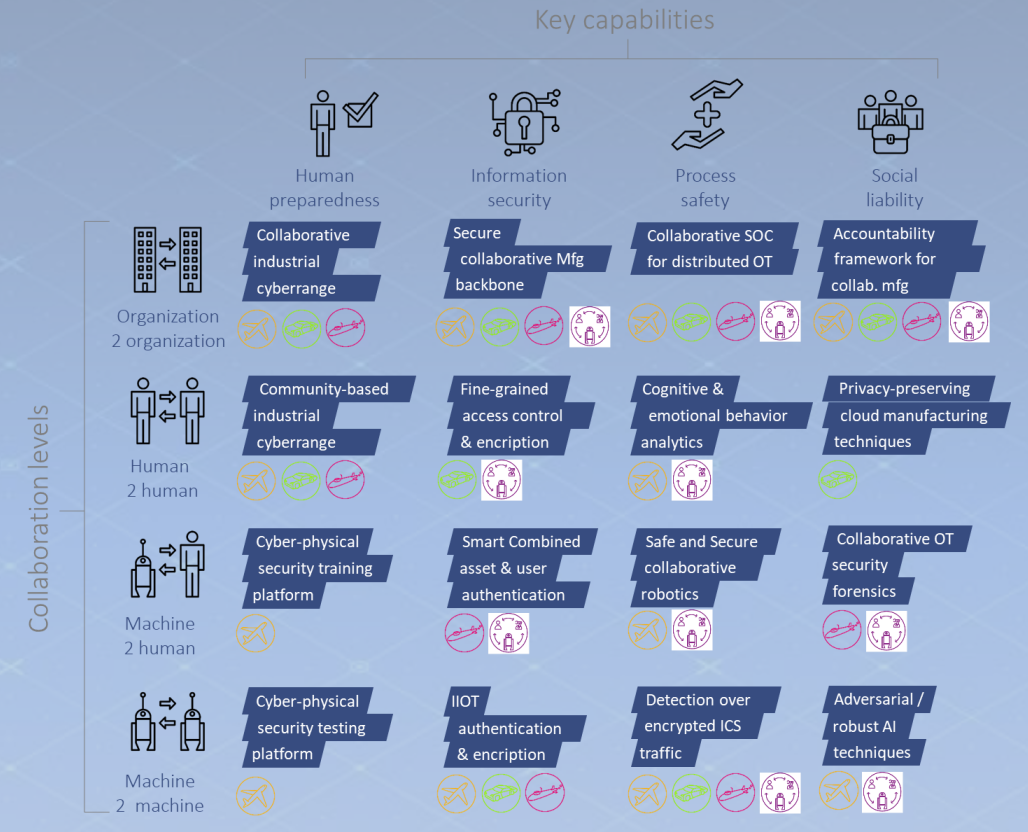 Key capabilities
Human
preparedness
Information
security
Process
safety
Social
liability
Collaboration levels
Organization
2 organization
Collaborative
industrial
cyberrange
Secure
collaborative Mfg
backbone
Collaborative SOC
for distributed OT
Accountability
framework for
collab. mfg
Human
2 human
Community-based
industrial
cyberrange
Fine-grained
access control
& encription
Cognitive &
emotional behavior
analytics
Privacy-preserving
cloud manufacturing
techniques
Machine
2 human
Cyber-physical
security training
platform
Smart Combined
asset & user
authentication
Safe and Secure
collaborative
robotics
Collaborative OT
security
forensics
Machine
2 machine
Cyber-physical
security testing
platform
IIOT
authentication
& encription
Detection over
encrypted ICS
traffic
Adversarial /
robust AI
techniques